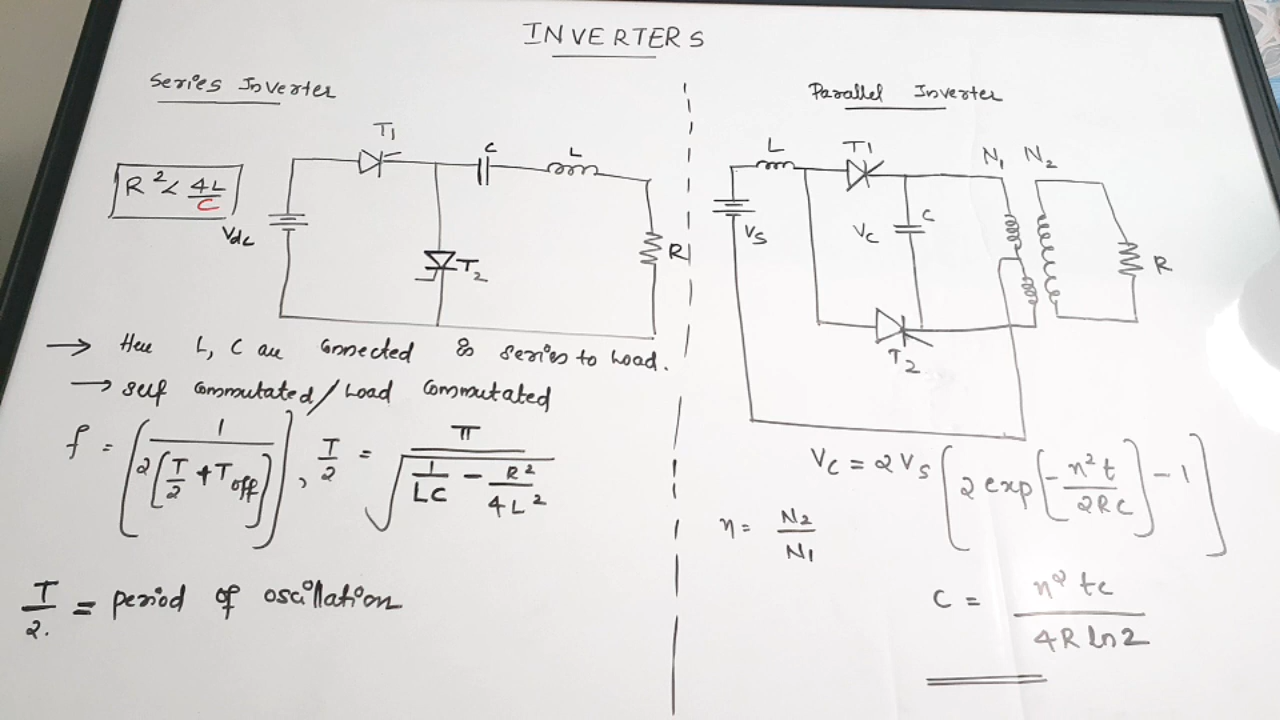 INVERTERS
Series Inverter
R² < 4L/C
Vdc
T1
C
L
T2
R
→ Here L, C are connected in series to Load.
→ self commutated / Load commutated
f = [1 / 2(T/2 + Toff)], T/2 = π / √(1/LC - R²/4L²)
T/2. = period of oscillation
Parallel Inverter
L
T1
N1 N2
Vs
Vc
C
R
T2
Vc = 2Vs [2 exp[-n²t/2RC] - 1]
n = N2/N1
C = n² tc / 4R ln2